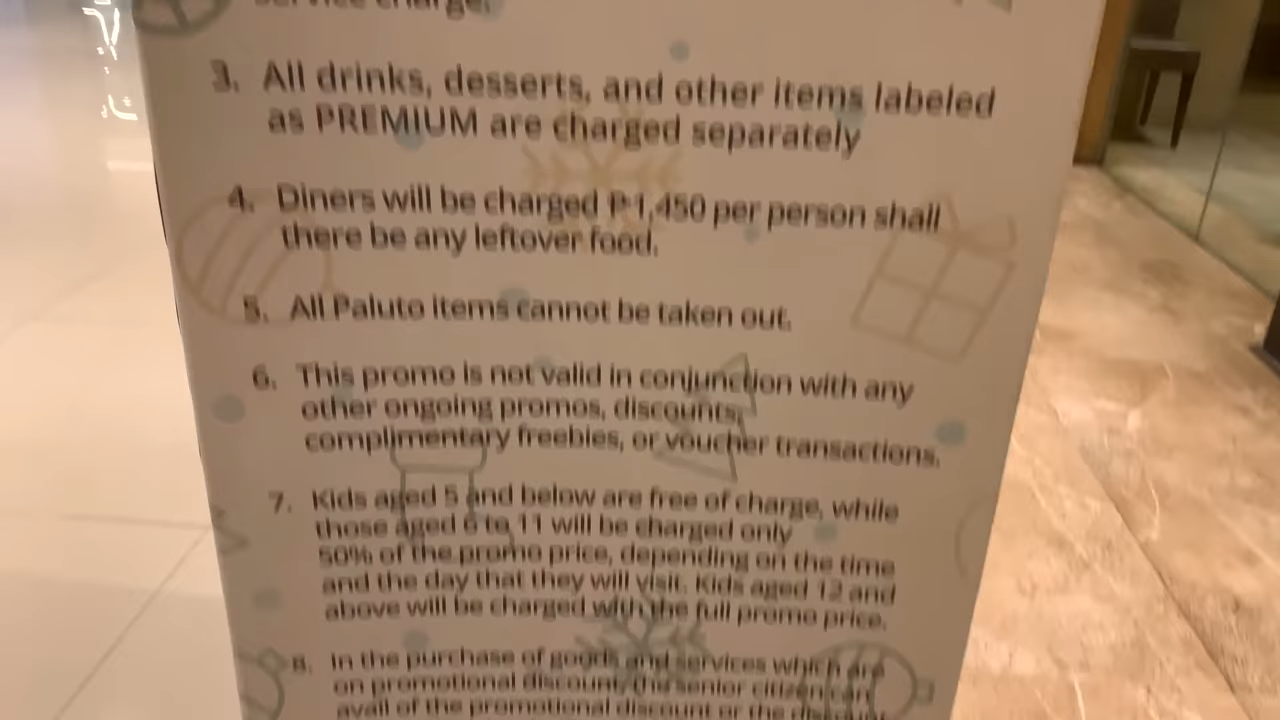 service charge.
3. All drinks, desserts, and other items labeled
as PREMIUM are charged separately
4. Diners will be charged ₱1,450 per person shall
there be any leftover food.
5. All Paluto items cannot be taken out.
6. This promo is not valid in conjunction with any
other ongoing promos, discounts,
complimentary freebies, or voucher transactions.
7. Kids aged 5 and below are free of charge, while
those aged 6 to 11 will be charged only
50% of the promo price, depending on the time
and the day that they will visit. Kids aged 12 and
above will be charged with the full promo price.
8. In the purchase of goods and services which are
on promotional discount, the senior citizen can
avail of the promotional discount or the discount